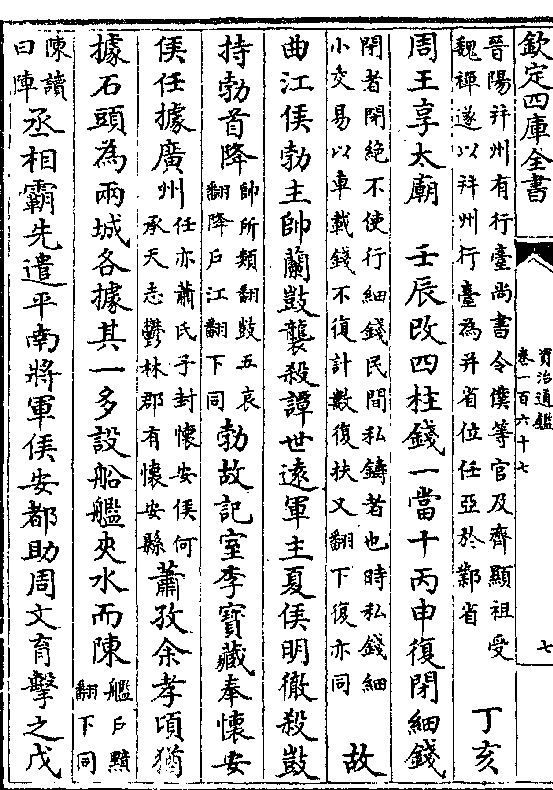 欽定四庫全書
資治通鑑
卷一百六十七
七
晉陽并州有行臺尚書令僕等官及齊顯祖受
魏禪遂以并州行臺為并省位任亞於鄴省
丁亥
周王享太廟　壬辰改四柱錢一當十丙申復閉細錢
閉者閉絶不使行細錢民間私鑄者也時私錢細
小交易以車載錢不復計數復扶又翻下復亦同
故
曲江侯勃主帥蘭敱襲殺譚世遠軍主夏侯明徹殺敱
持勃首降
帥所類翻敱五哀
翻降戶江翻下同
勃故記室李寶藏奉懷安
侯任據廣州
任亦蕭氏子封懷安侯何
承天志鬱林郡有懷安縣
蕭孜余孝頃猶
據石頭為兩城各據其一多設船艦夾水而陳
艦戶黯
翻下同
陳讀
曰陣
丞相霸先遣平南將軍侯安都助周文育擊之戊